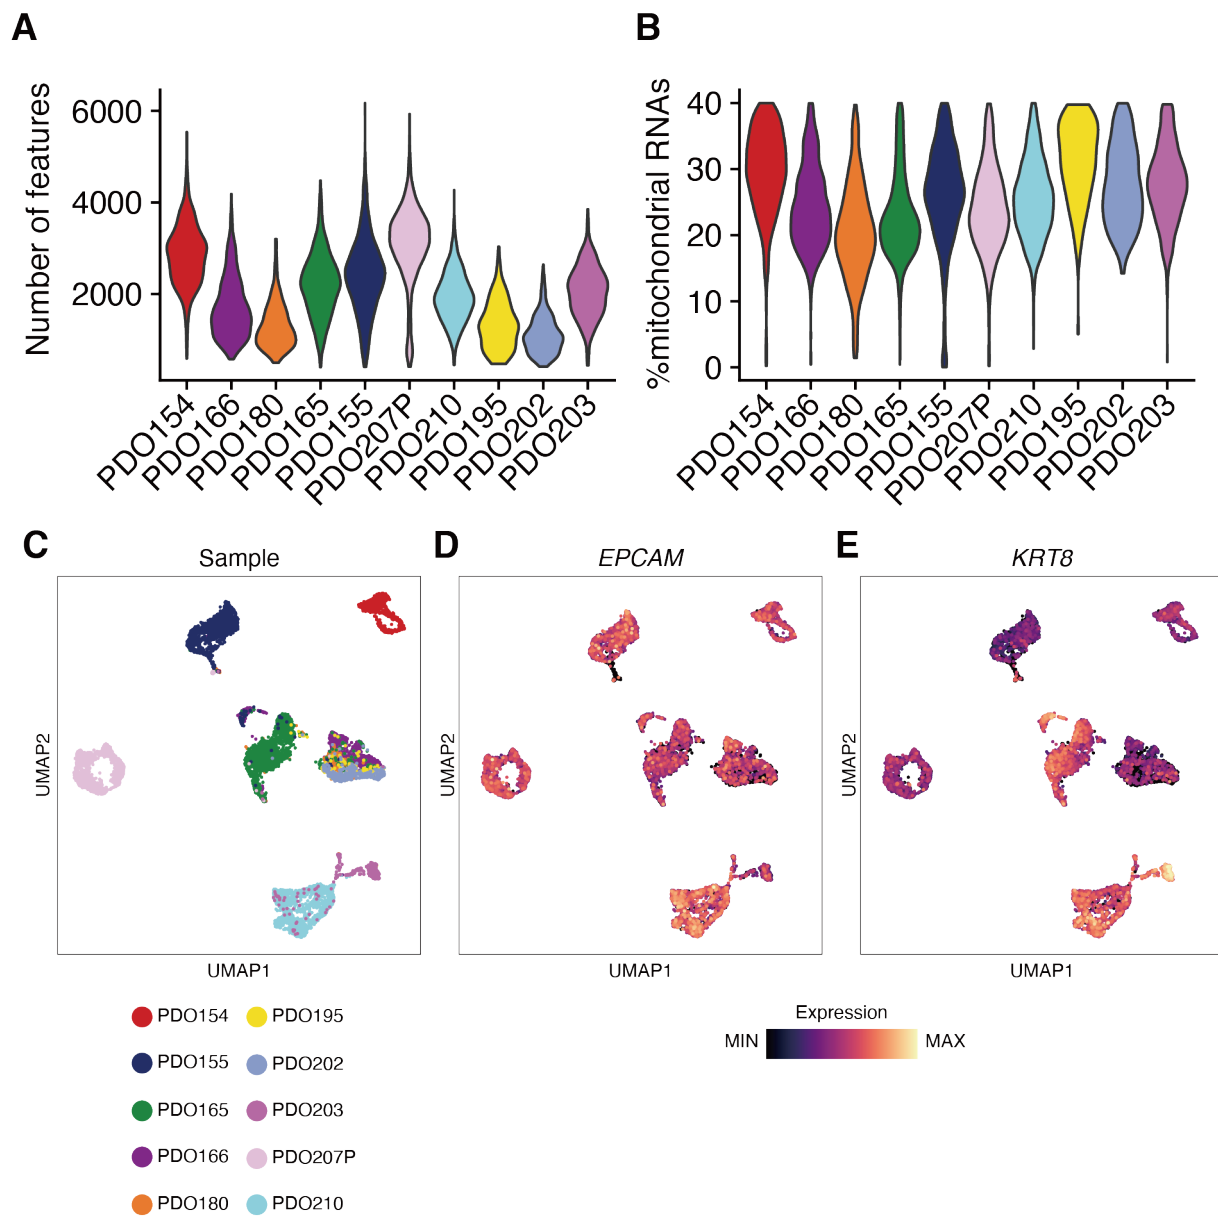 A
Number of features
6000
4000
2000
PDO154
PDO166
PDO180
PDO165
PDO155
PDO207P
PDO210
PDO195
PDO202
PDO203
B
%mitochondrial RNAs
40
30
20
10
0
PDO154
PDO166
PDO180
PDO165
PDO155
PDO207P
PDO210
PDO195
PDO202
PDO203
C
Sample
UMAP2
UMAP1
D
EPCAM
UMAP2
UMAP1
E
KRT8
UMAP2
UMAP1
PDO154
PDO195
PDO155
PDO202
PDO165
PDO203
PDO166
PDO207P
PDO180
PDO210
Expression
MIN
MAX